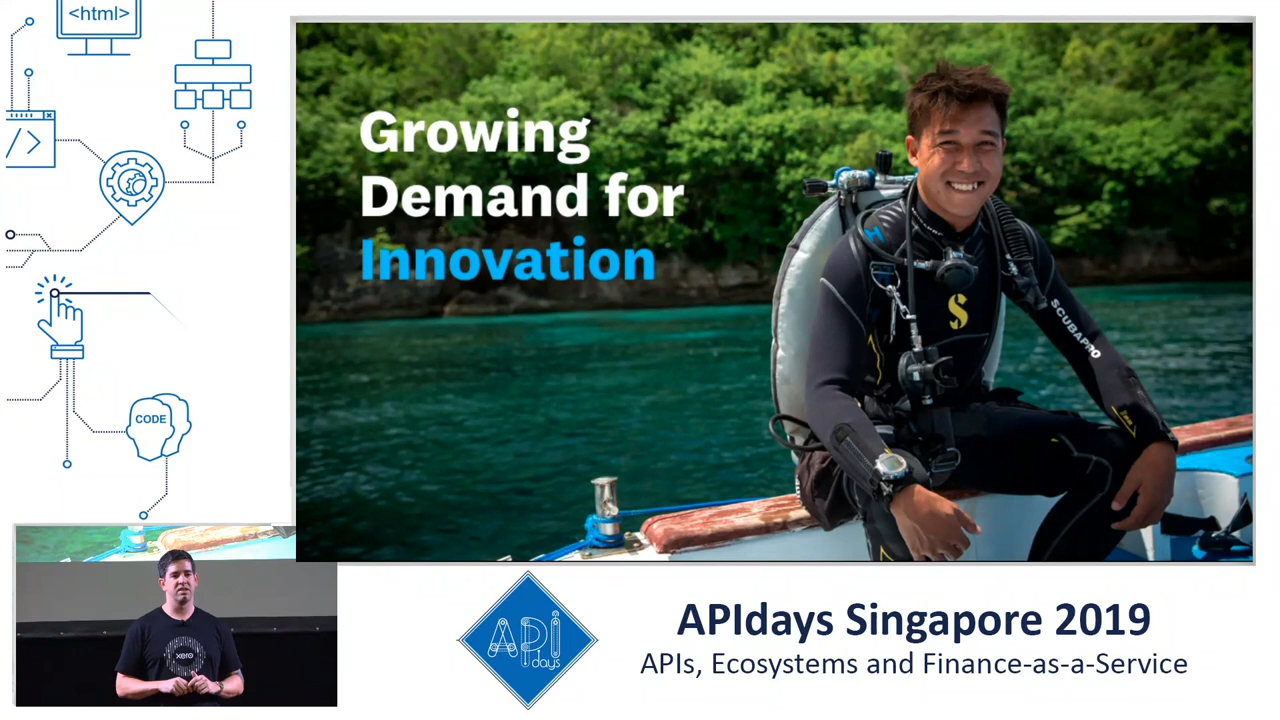 <html>
</>
CODE
Growing
Demand for
Innovation
SCUBAPRO
S
SCUBAPRO
xero
API
days
APIdays Singapore 2019
APIs, Ecosystems and Finance-as-a-Service